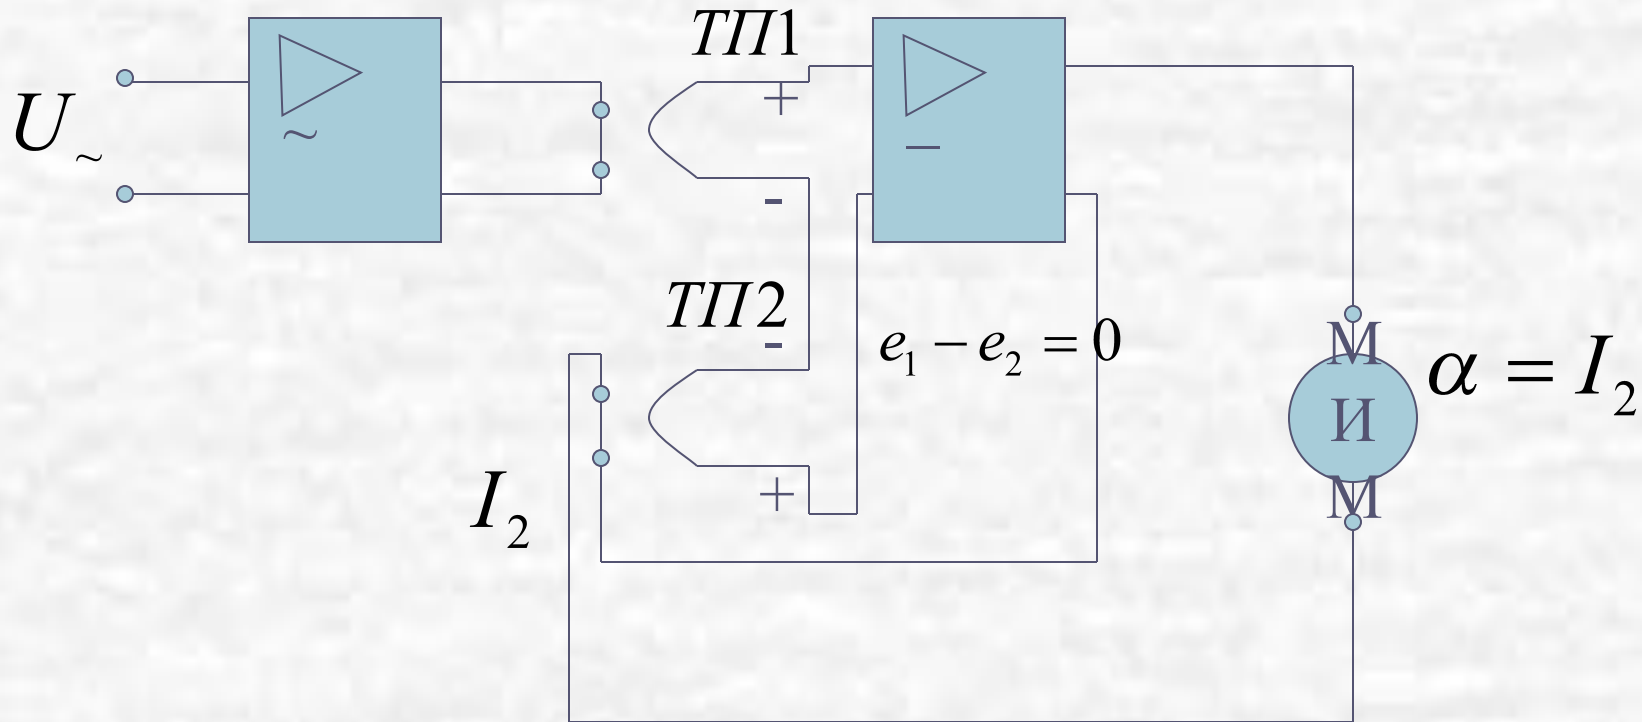 ТП1
U~
~
+
−
-
ТП2
-
e₁ − e₂ = 0
М
α = I₂
И
I₂
+
М